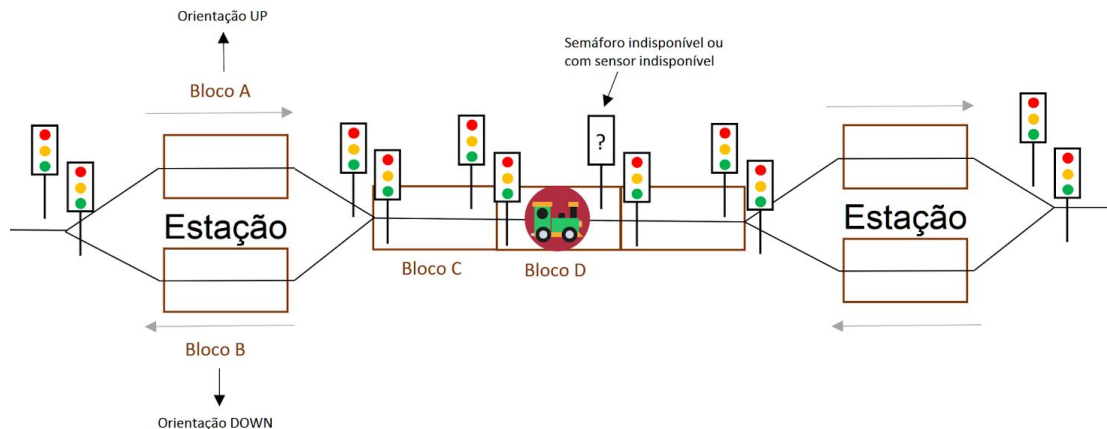 Orientação UP
Semáforo indisponível ou
com sensor indisponível
Bloco A
?
Estação
Estação
Bloco C
Bloco D
Bloco B
Orientação DOWN